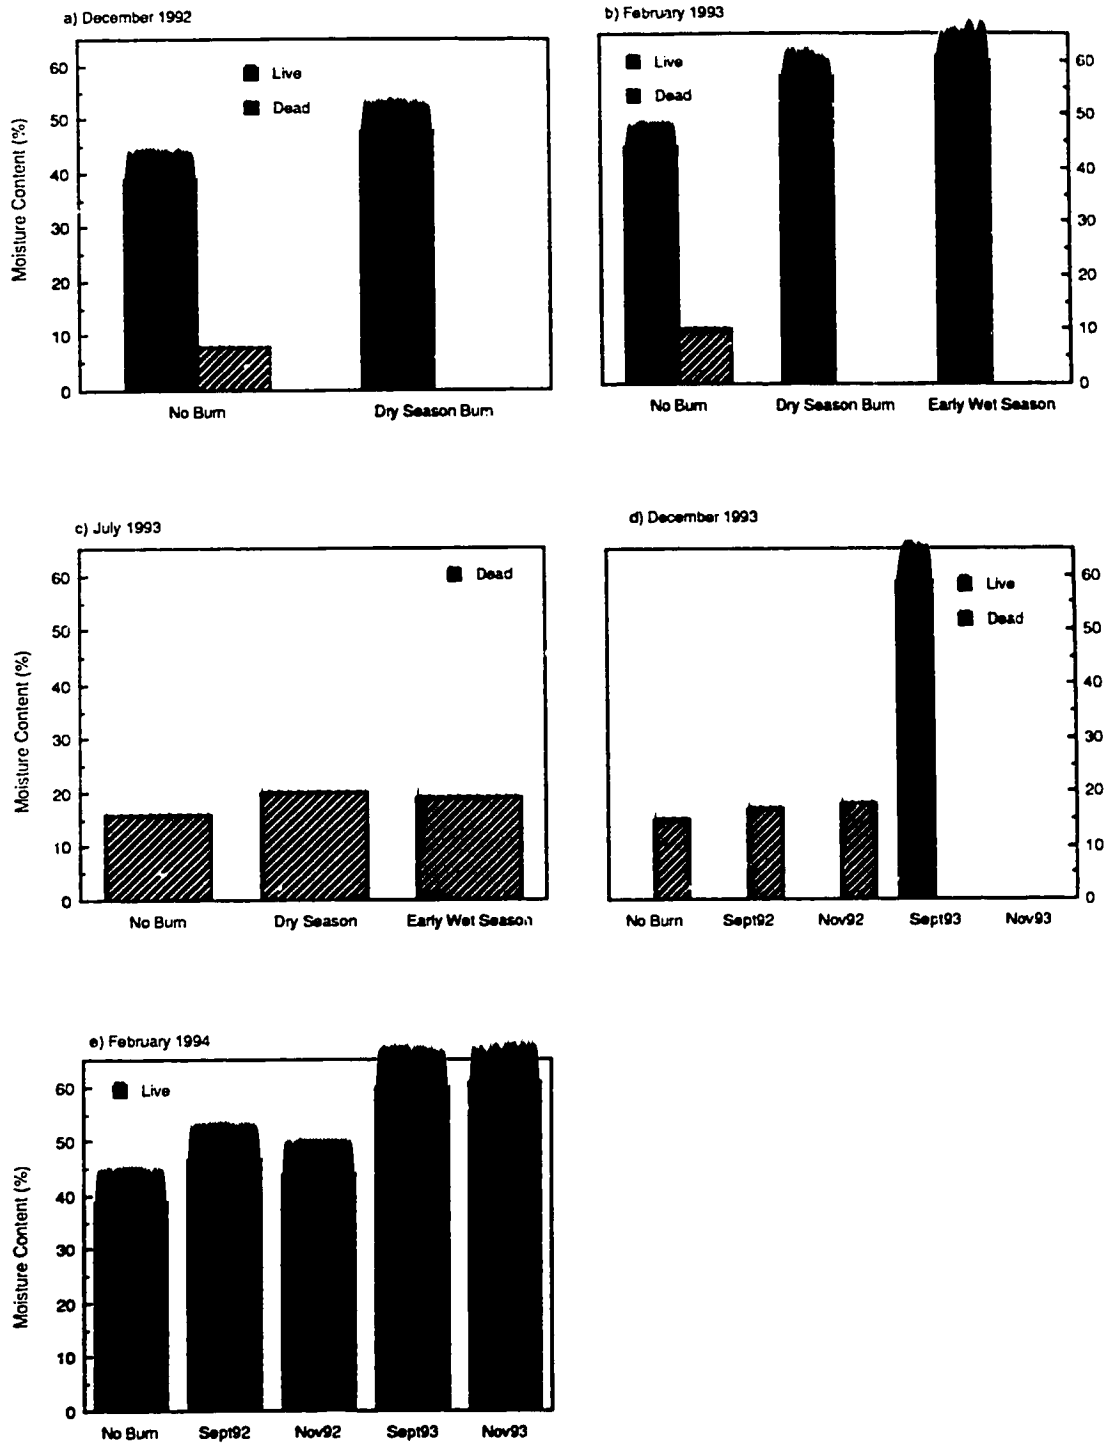 a) December 1992
Moisture Content (%)
60
50
40
30
20
10
0
Live
Dead
No Burn
Dry Season Burn
b) February 1993
Live
Dead
60
50
40
30
20
10
0
No Burn
Dry Season Burn
Early Wet Season
c) July 1993
Moisture Content (%)
60
50
40
30
20
10
0
Dead
No Burn
Dry Season
Early Wet Season
d) December 1993
Live
Dead
60
50
40
30
20
10
0
No Burn
Sept92
Nov92
Sept93
Nov93
e) February 1994
Moisture Content (%)
60
50
40
30
20
10
0
Live
No Burn
Sept92
Nov92
Sept93
Nov93